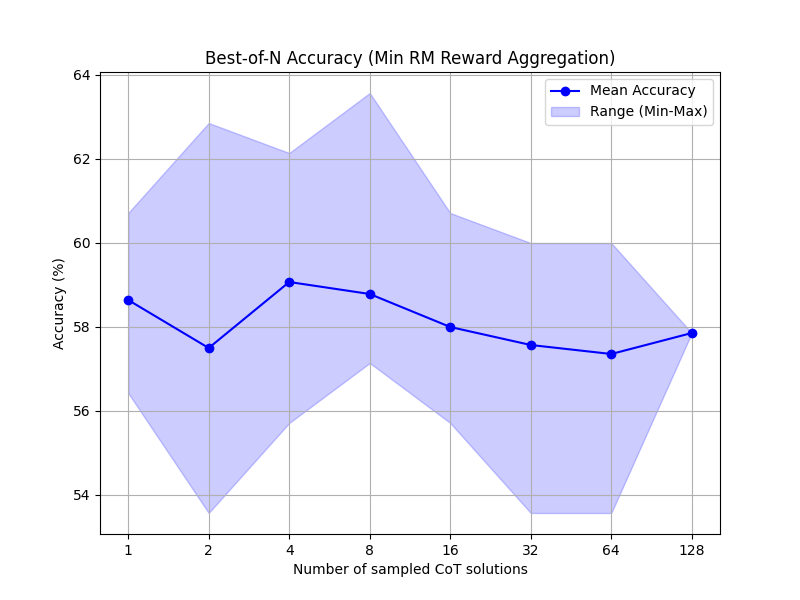 Best-of-N Accuracy (Min RM Reward Aggregation)
Mean Accuracy
Range (Min-Max)
Accuracy (%)
64
62
60
58
56
54
1 2 4 8 16 32 64 128
Number of sampled CoT solutions